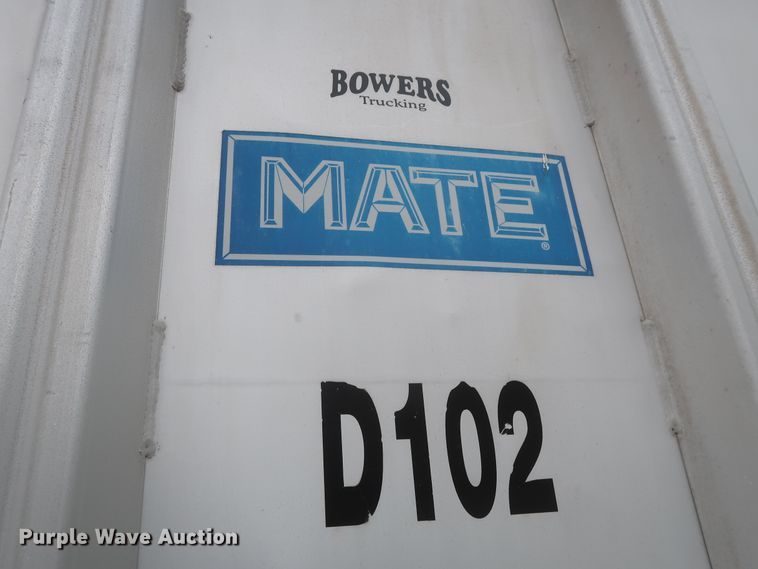 BOWERS
Trucking
MATE®
D102
Purple Wave Auction